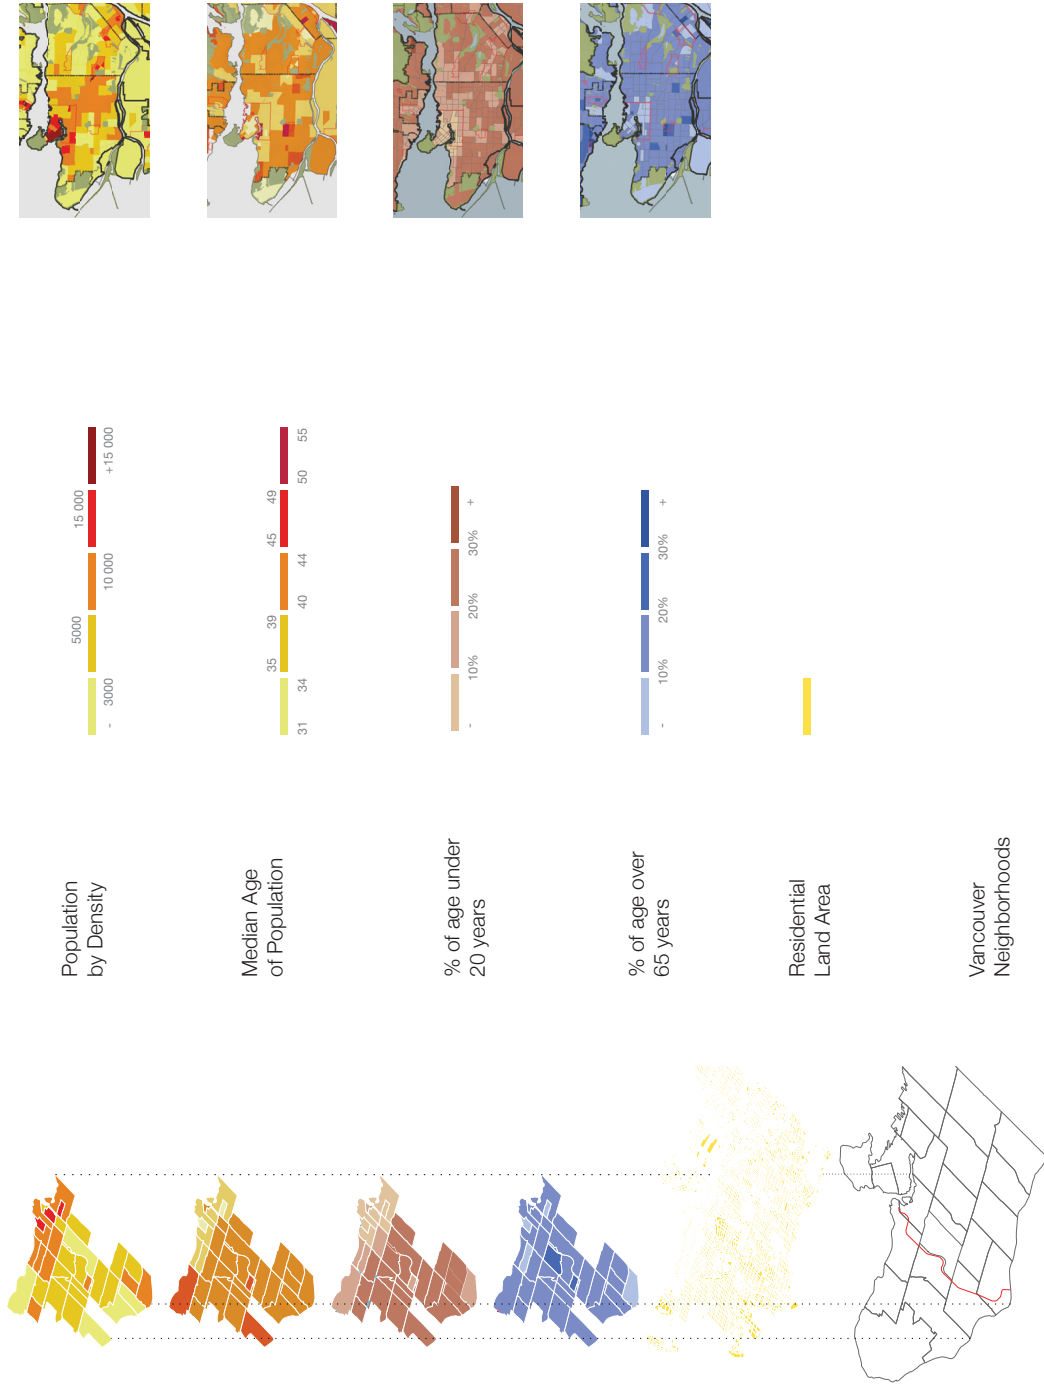 Population
by Density
- 3000
5000
10 000
15 000
+15 000
Median Age
of Population
31 34
35 39
40 44
45 49
50 55
% of age under
20 years
- 10% 20% 30% +
% of age over
65 years
- 10% 20% 30% +
Residential
Land Area
Vancouver
Neighborhoods